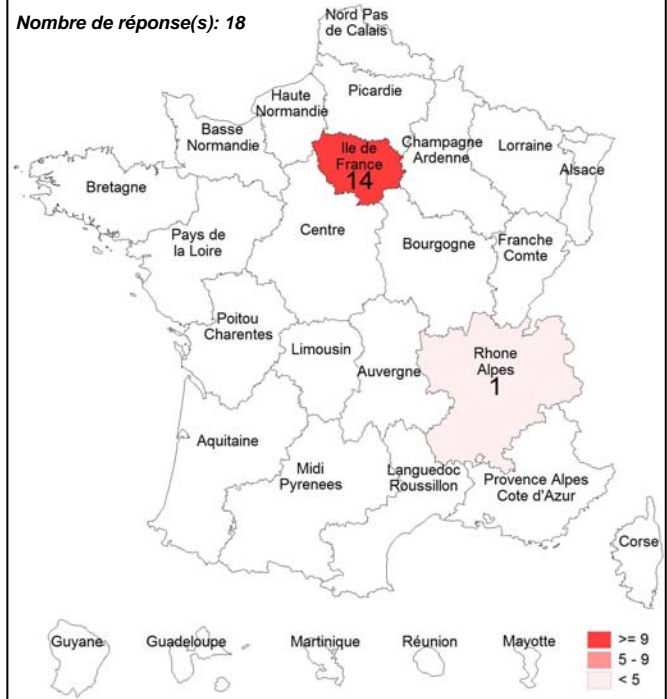 Nombre de réponse(s): 18
Nord Pas
de Calais
Haute
Normandie
Picardie
Basse
Normandie
Ile de
France
14
Champagne
Ardenne
Lorraine
Alsace
Bretagne
Pays de
la Loire
Centre
Bourgogne
Franche
Comte
Poitou
Charentes
Limousin
Auvergne
Rhone
Alpes
1
Aquitaine
Midi
Pyrenees
Languedoc
Roussillon
Provence Alpes
Cote d'Azur
Corse
Guyane
Guadeloupe
Martinique
Réunion
Mayotte
>= 9
5 - 9
< 5